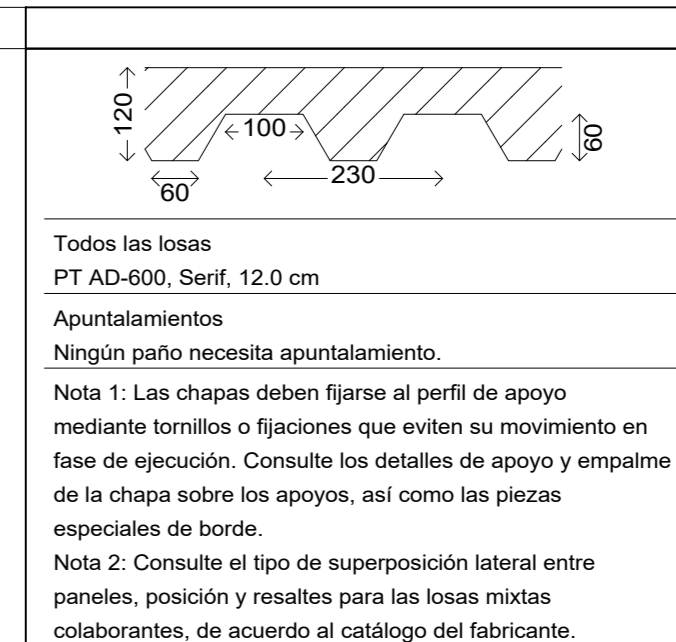 120
100
60
60
230
Todos las losas
PT AD-600, Serif, 12.0 cm
Apuntalamientos
Ningún paño necesita apuntalamiento.
Nota 1: Las chapas deben fijarse al perfil de apoyo
mediante tornillos o fijaciones que eviten su movimiento en
fase de ejecución. Consulte los detalles de apoyo y empalme
de la chapa sobre los apoyos, así como las piezas
especiales de borde.
Nota 2: Consulte el tipo de superposición lateral entre
paneles, posición y resaltes para las losas mixtas
colaborantes, de acuerdo al catálogo del fabricante.